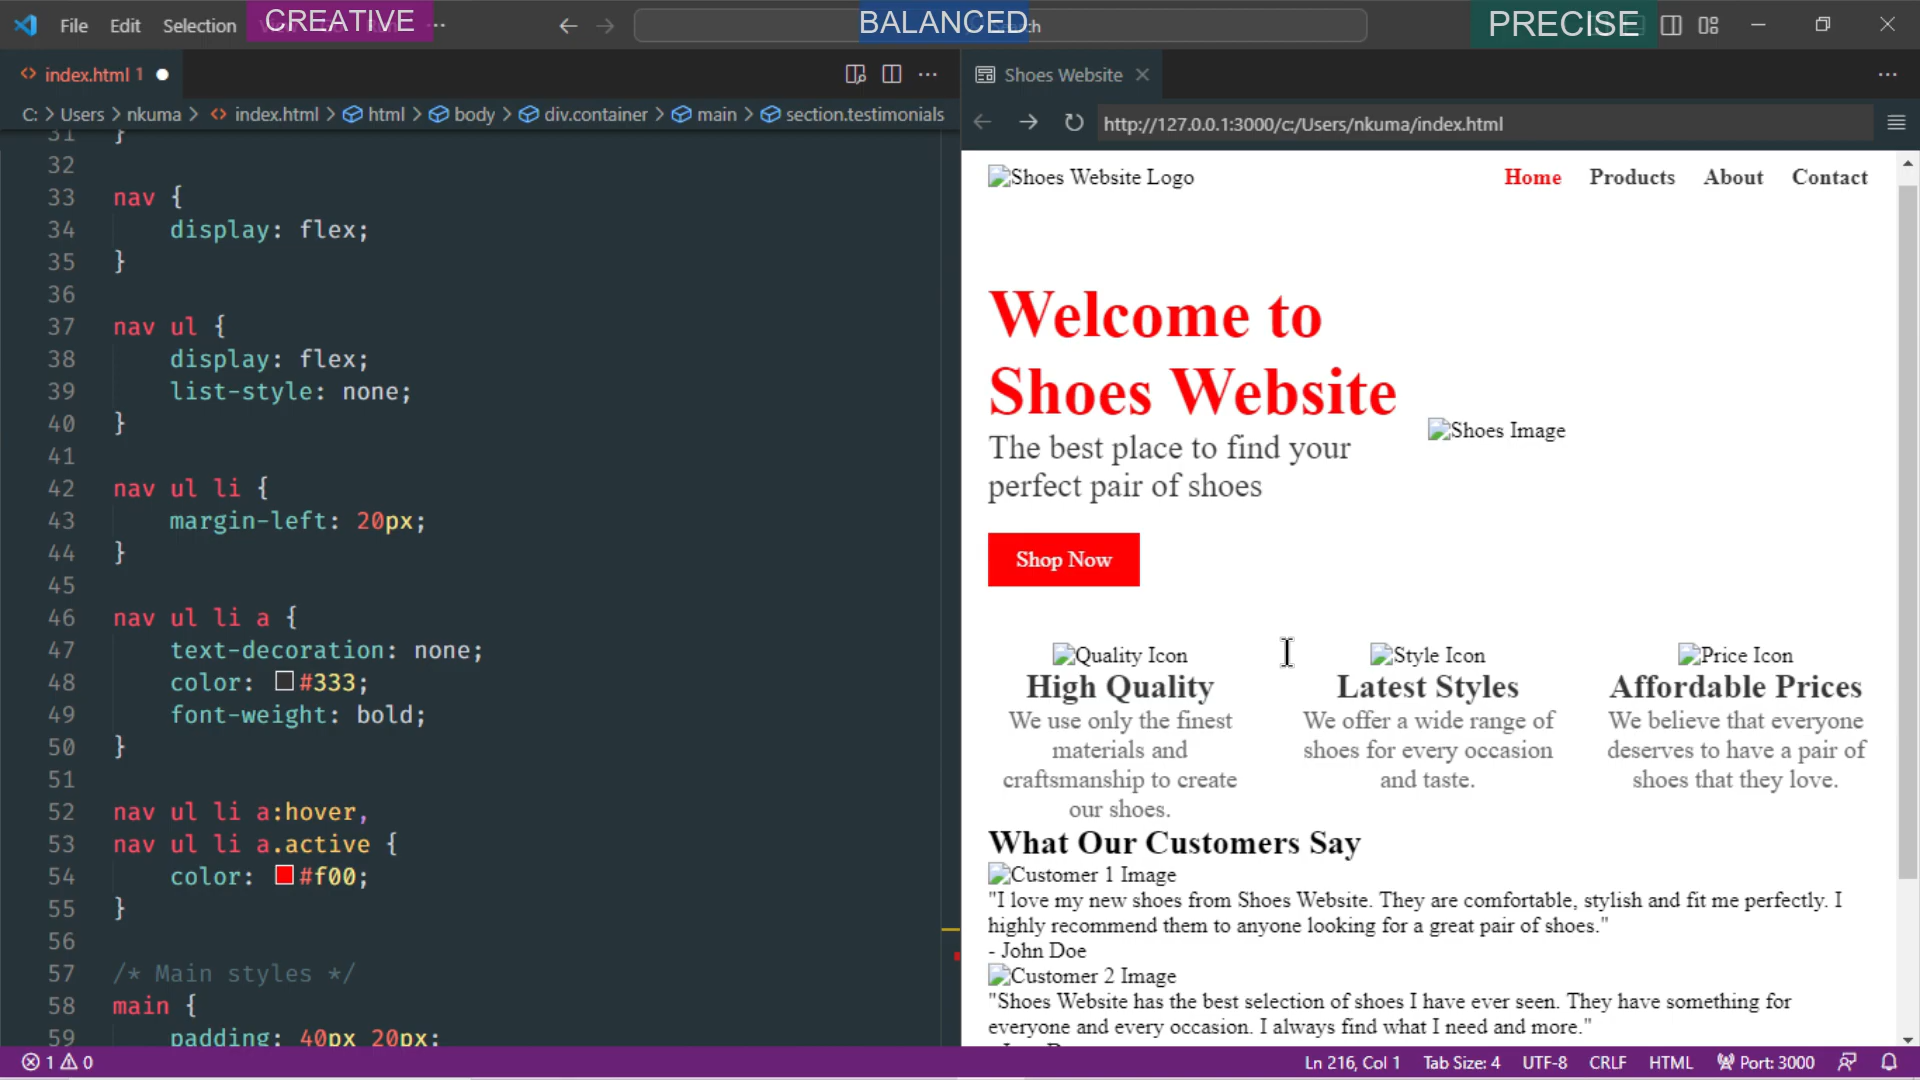 File Edit Selection CREATIVE ···
BALANCED
PRECISE
index.html 1
C: > Users > nkuma > index.html > html > body > div.container > main > section.testimonials
31 }
32
33 nav {
34 display: flex;
35 }
36
37 nav ul {
38 display: flex;
39 list-style: none;
40 }
41
42 nav ul li {
43 margin-left: 20px;
44 }
45
46 nav ul li a {
47 text-decoration: none;
48 color: #333;
49 font-weight: bold;
50 }
51
52 nav ul li a:hover,
53 nav ul li a.active {
54 color: #f00;
55 }
56
57 /* Main styles */
58 main {
59 padding: 40px 20px;
Shoes Website
http://127.0.0.1:3000/c:/Users/nkuma/index.html
Shoes Website Logo
Home Products About Contact
Welcome to
Shoes Website
The best place to find your
perfect pair of shoes
Shoes Image
Shop Now
Quality Icon
High Quality
We use only the finest
materials and
craftsmanship to create
our shoes.
Style Icon
Latest Styles
We offer a wide range of
shoes for every occasion
and taste.
Price Icon
Affordable Prices
We believe that everyone
deserves to have a pair of
shoes that they love.
What Our Customers Say
Customer 1 Image
"I love my new shoes from Shoes Website. They are comfortable, stylish and fit me perfectly. I
highly recommend them to anyone looking for a great pair of shoes."
- John Doe
Customer 2 Image
"Shoes Website has the best selection of shoes I have ever seen. They have something for
everyone and every occasion. I always find what I need and more."
1 0
Ln 216, Col 1 Tab Size: 4 UTF-8 CRLF HTML Port: 3000